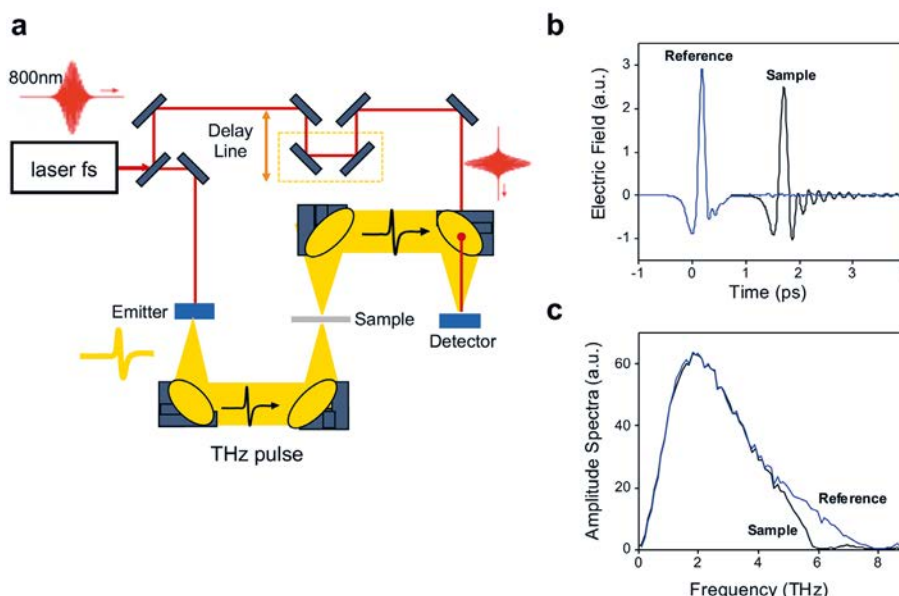 a
800nm
laser fs
Delay
Line
Emitter
Sample
Detector
THz pulse
b
Electric Field (a.u.)
3
2
1
0
-1
Reference
Sample
-1
0
1
2
3
Time (ps)
c
Amplitude Spectra (a.u.)
60
40
20
0
Reference
Sample
0
2
4
6
8
Frequency (THz)